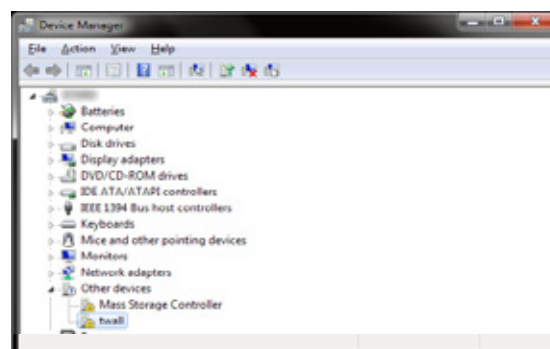 Device Manager
File Action View Help
Batteries
Computer
Disk drives
Display adapters
DVD/CD-ROM drives
IDE ATA/ATAPI controllers
IEEE 1394 Bus host controllers
Keyboards
Mice and other pointing devices
Monitors
Network adapters
Other devices
Mass Storage Controller
twall